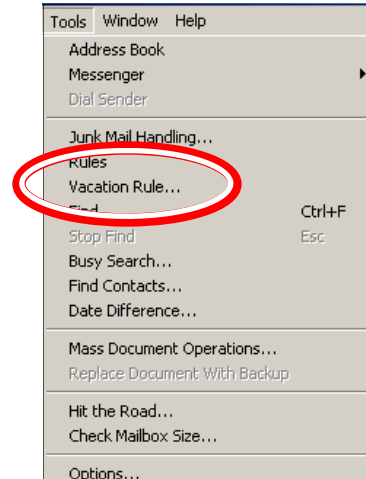 Tools Window Help
Address Book
Messenger
Dial Sender
Junk Mail Handling...
Rules
Vacation Rule...
Find Ctrl+F
Stop Find Esc
Busy Search...
Find Contacts...
Date Difference...
Mass Document Operations...
Replace Document With Backup
Hit the Road...
Check Mailbox Size...
Options...